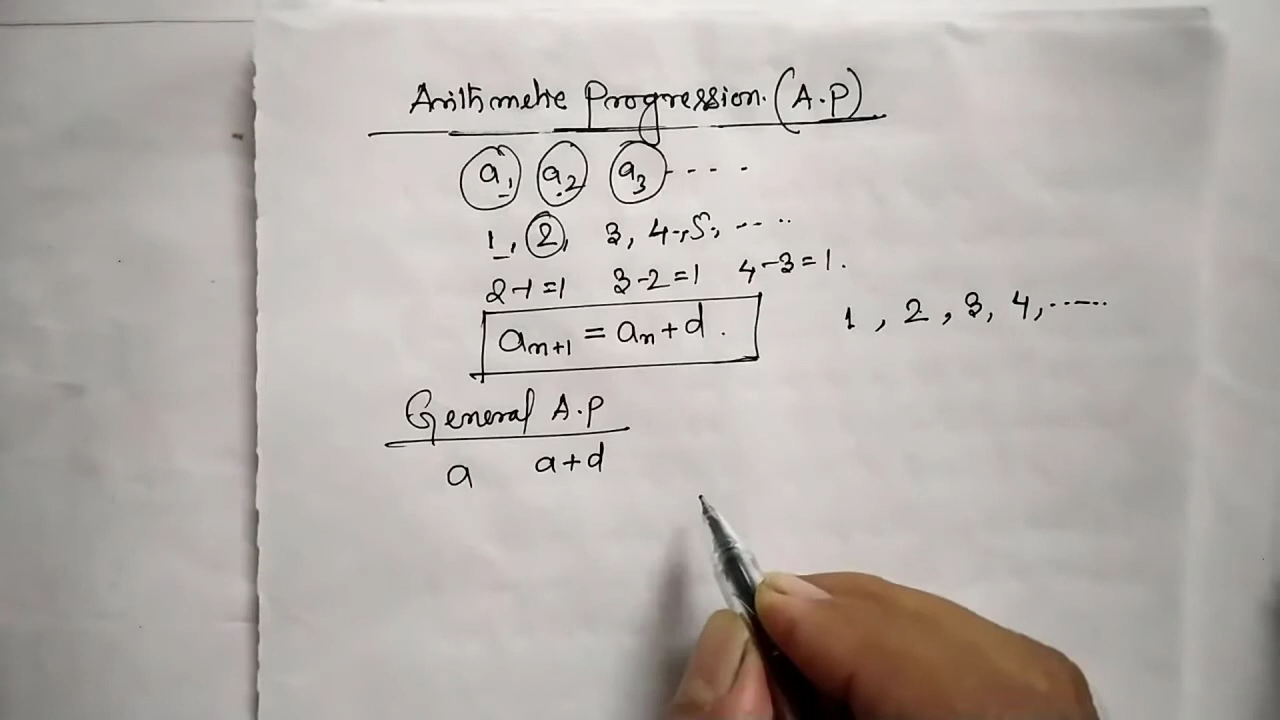 Arithmetic Progression. (A.P)
a₁ a₂ a₃ - - - -
1, 2, 3, 4, 5, - - - -
2-1=1 3-2=1 4-3=1.
aₙ₊₁ = aₙ + d .
1 , 2 , 3, 4, ------
General A.P
a a+d